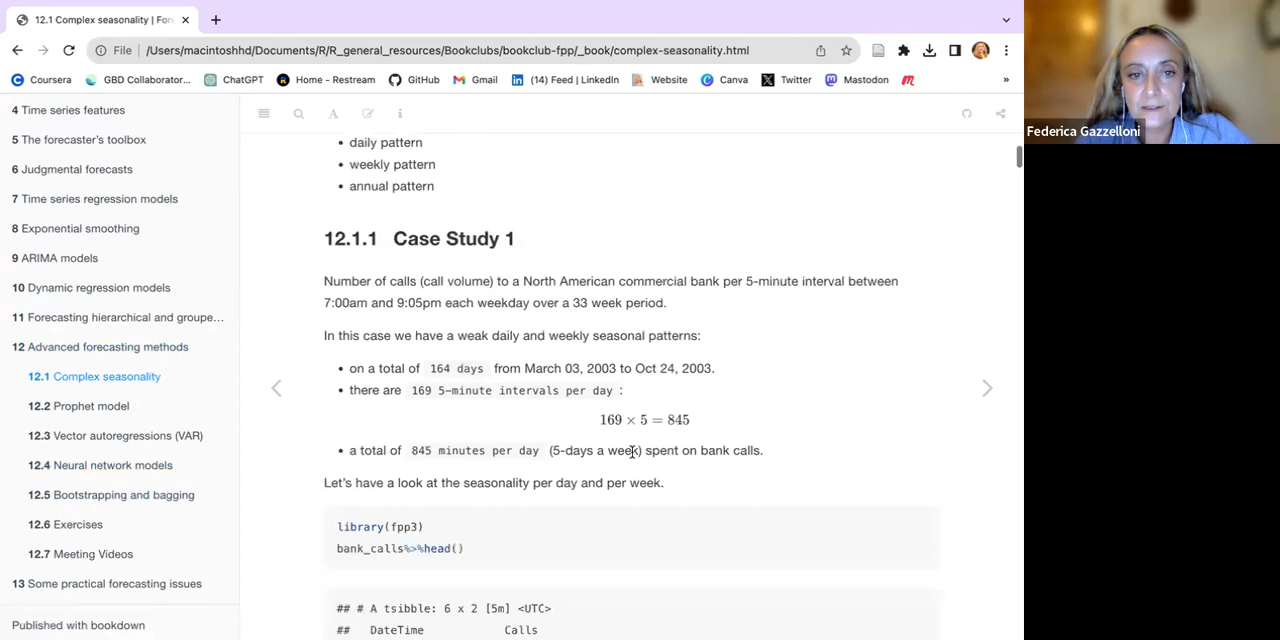 12.1 Complex seasonality | For
File
/Users/macintoshhd/Documents/R/R_general_resources/Bookclubs/bookclub-fpp/_book/complex-seasonality.html
Coursera
GBD Collaborator...
ChatGPT
Home - Restream
GitHub
Gmail
(14) Feed | LinkedIn
Website
Canva
Twitter
Mastodon
»
4 Time series features
5 The forecaster's toolbox
6 Judgmental forecasts
7 Time series regression models
8 Exponential smoothing
9 ARIMA models
10 Dynamic regression models
11 Forecasting hierarchical and groupe…
12 Advanced forecasting methods
12.1 Complex seasonality
12.2 Prophet model
12.3 Vector autoregressions (VAR)
12.4 Neural network models
12.5 Bootstrapping and bagging
12.6 Exercises
12.7 Meeting Videos
13 Some practical forecasting issues
Published with bookdown
A
i
• daily pattern
• weekly pattern
• annual pattern
12.1.1 Case Study 1
Number of calls (call volume) to a North American commercial bank per 5-minute interval between
7:00am and 9:05pm each weekday over a 33 week period.
In this case we have a weak daily and weekly seasonal patterns:
• on a total of 164 days from March 03, 2003 to Oct 24, 2003.
• there are 169 5-minute intervals per day :
169 × 5 = 845
• a total of 845 minutes per day (5-days a week) spent on bank calls.
Let's have a look at the seasonality per day and per week.
library(fpp3)
bank_calls%>%head()
## # A tsibble: 6 x 2 [5m] <UTC>
## DateTime Calls
Federica Gazzelloni